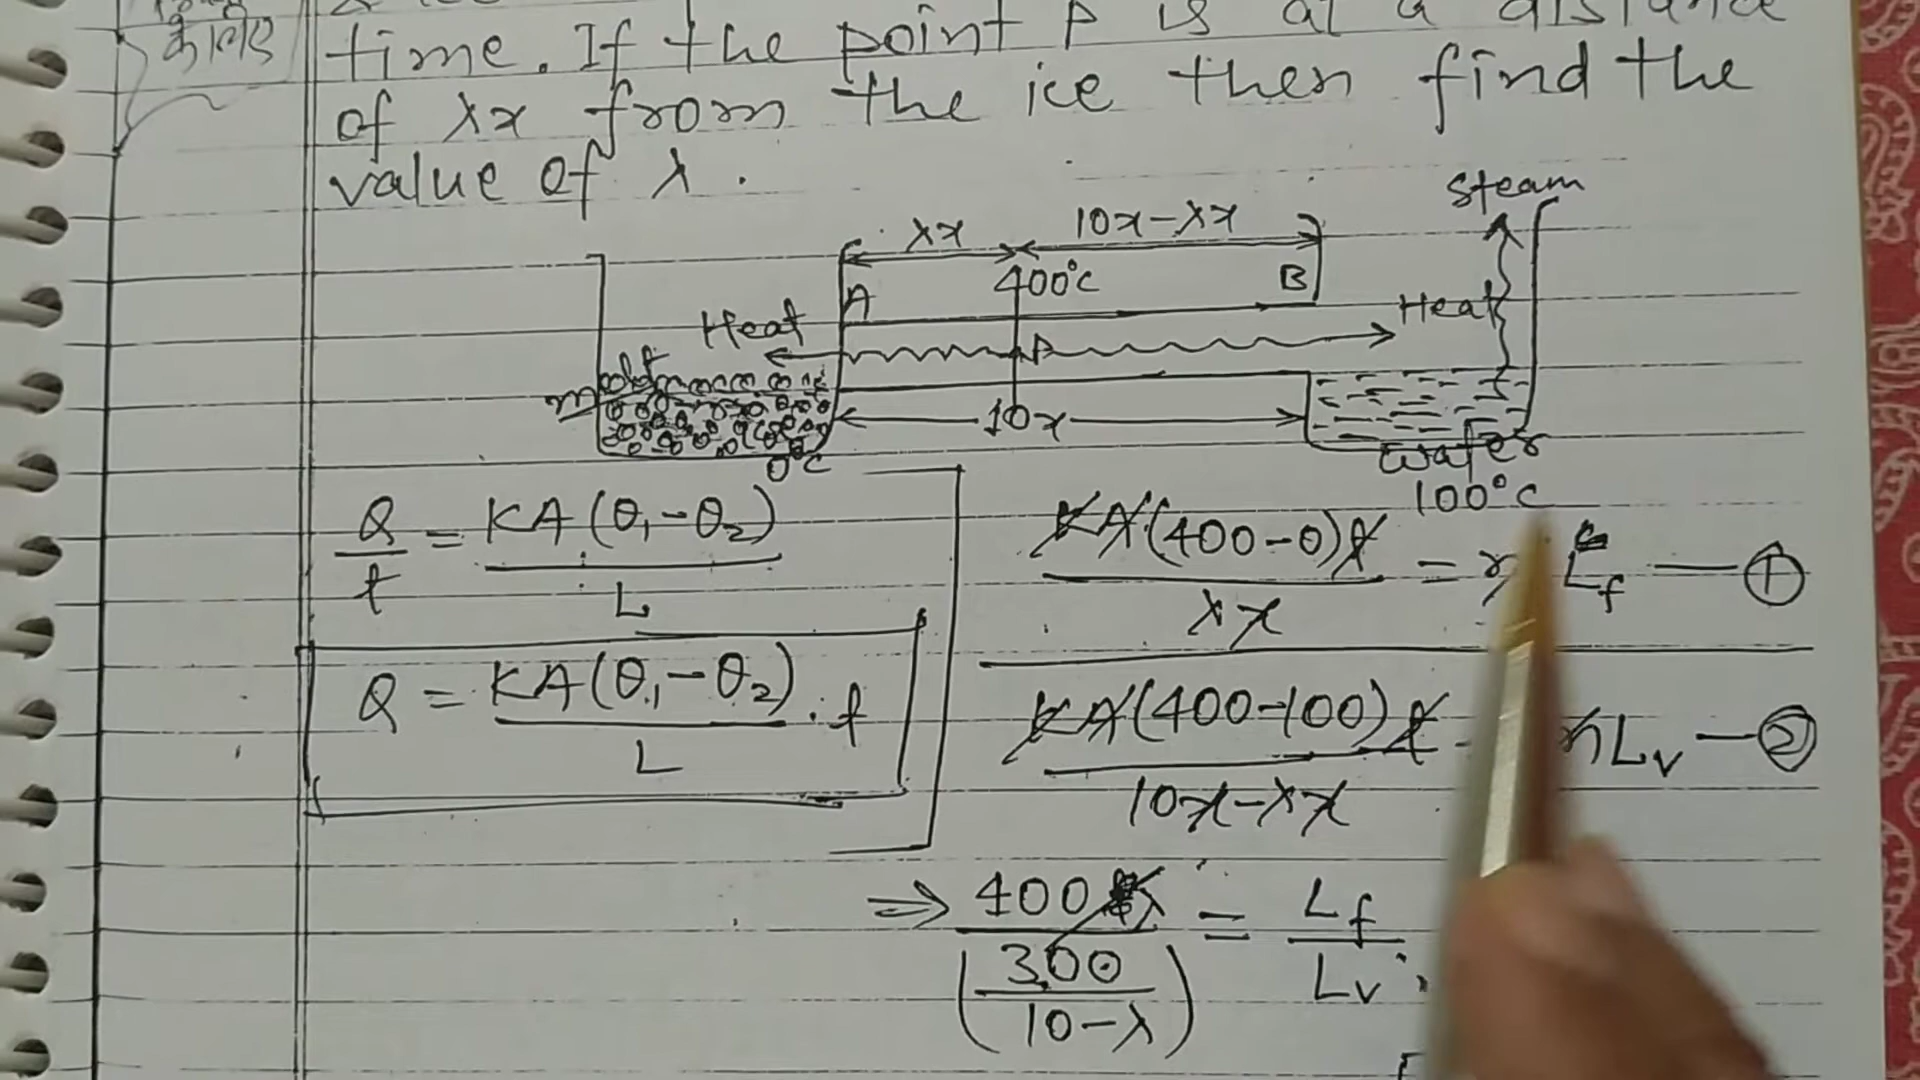 के लिए
time. If the point P is at a distance
of λx from the ice then find the
value of λ.
steam
λx 10x-λx
400°C
A B
Heat Heat
P
10x
0°C
water
100°C
Q/t = KA(θ₁-θ₂)/L
Q = KA(θ₁-θ₂)/L . t
KA(400-0)t/λx = m Lf — ①
KA(400-100)t/10x-λx mLv — ②
⇒ 400/λ/(300/10-λ) = Lf/Lv